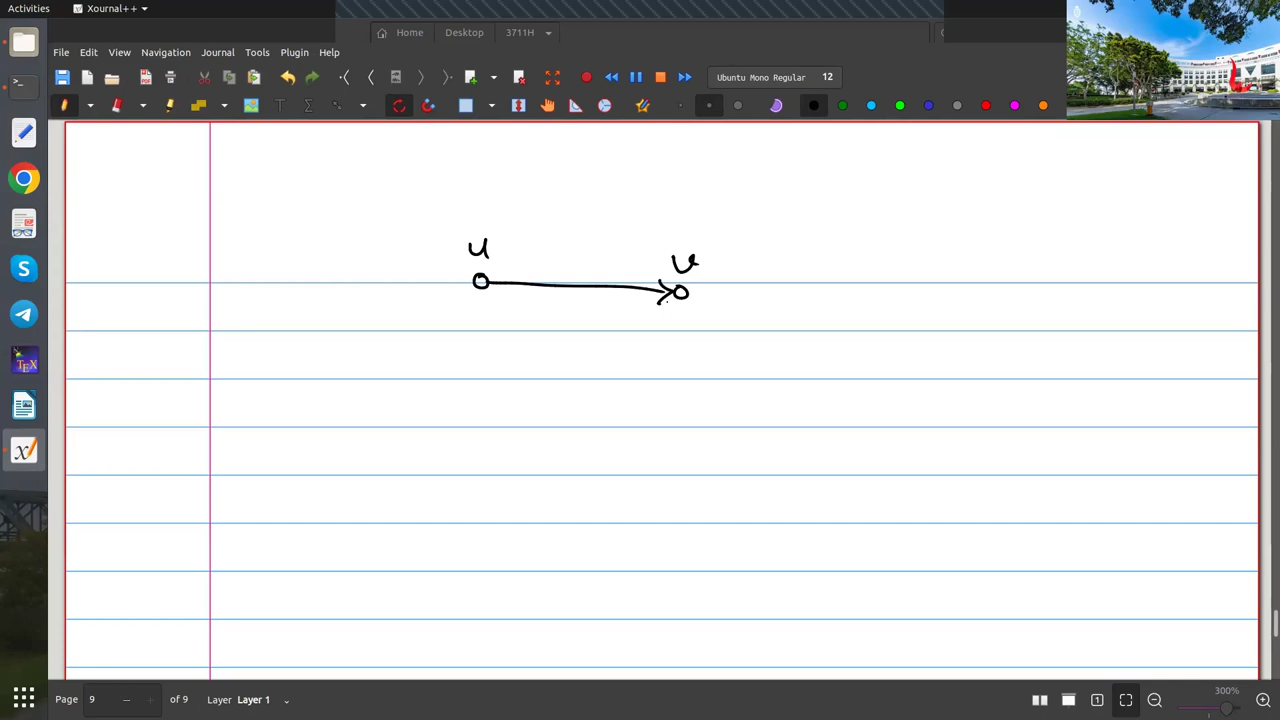 Activities Xournal++
Home Desktop 3711H
File Edit View Navigation Journal Tools Plugin Help
Ubuntu Mono Regular 12
TEX
u v
Page 9 of 9 Layer Layer 1 300%